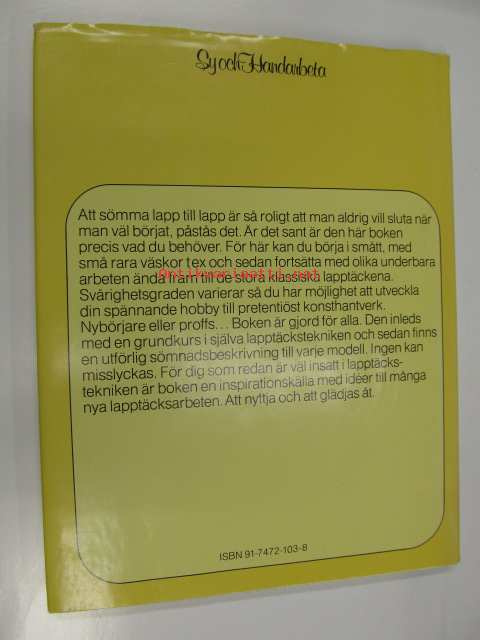 Sy och Handarbeta
Att sömma lapp till lapp är så roligt att man aldrig vill sluta när
man väl börjat, påstås det. Är det sant är den här boken
precis vad du behöver. För här kan du börja i smått, med
små rara väskor t ex och sedan fortsätta med olika underbara
arbeten ända fram till de stora klassiska lapptäckena.
Antikvariaatti.net
Svårighetsgraden varierar så du har möjlighet att utveckla
din spännande hobby till pretentiöst konsthantverk.
Nybörjare eller proffs... Boken är gjord för alla. Den inleds
med en grundkurs i själva lapptäckstekniken och sedan finns
en utförlig sömnadsbeskrivning till varje modell. Ingen kan
misslyckas. För dig som redan är väl insatt i lapptäcks-
tekniken är boken en inspirationskälla med idéer till många
nya lapptäcksarbeten. Att nyttja och att glädjas åt.
ISBN 91-7472-103-8